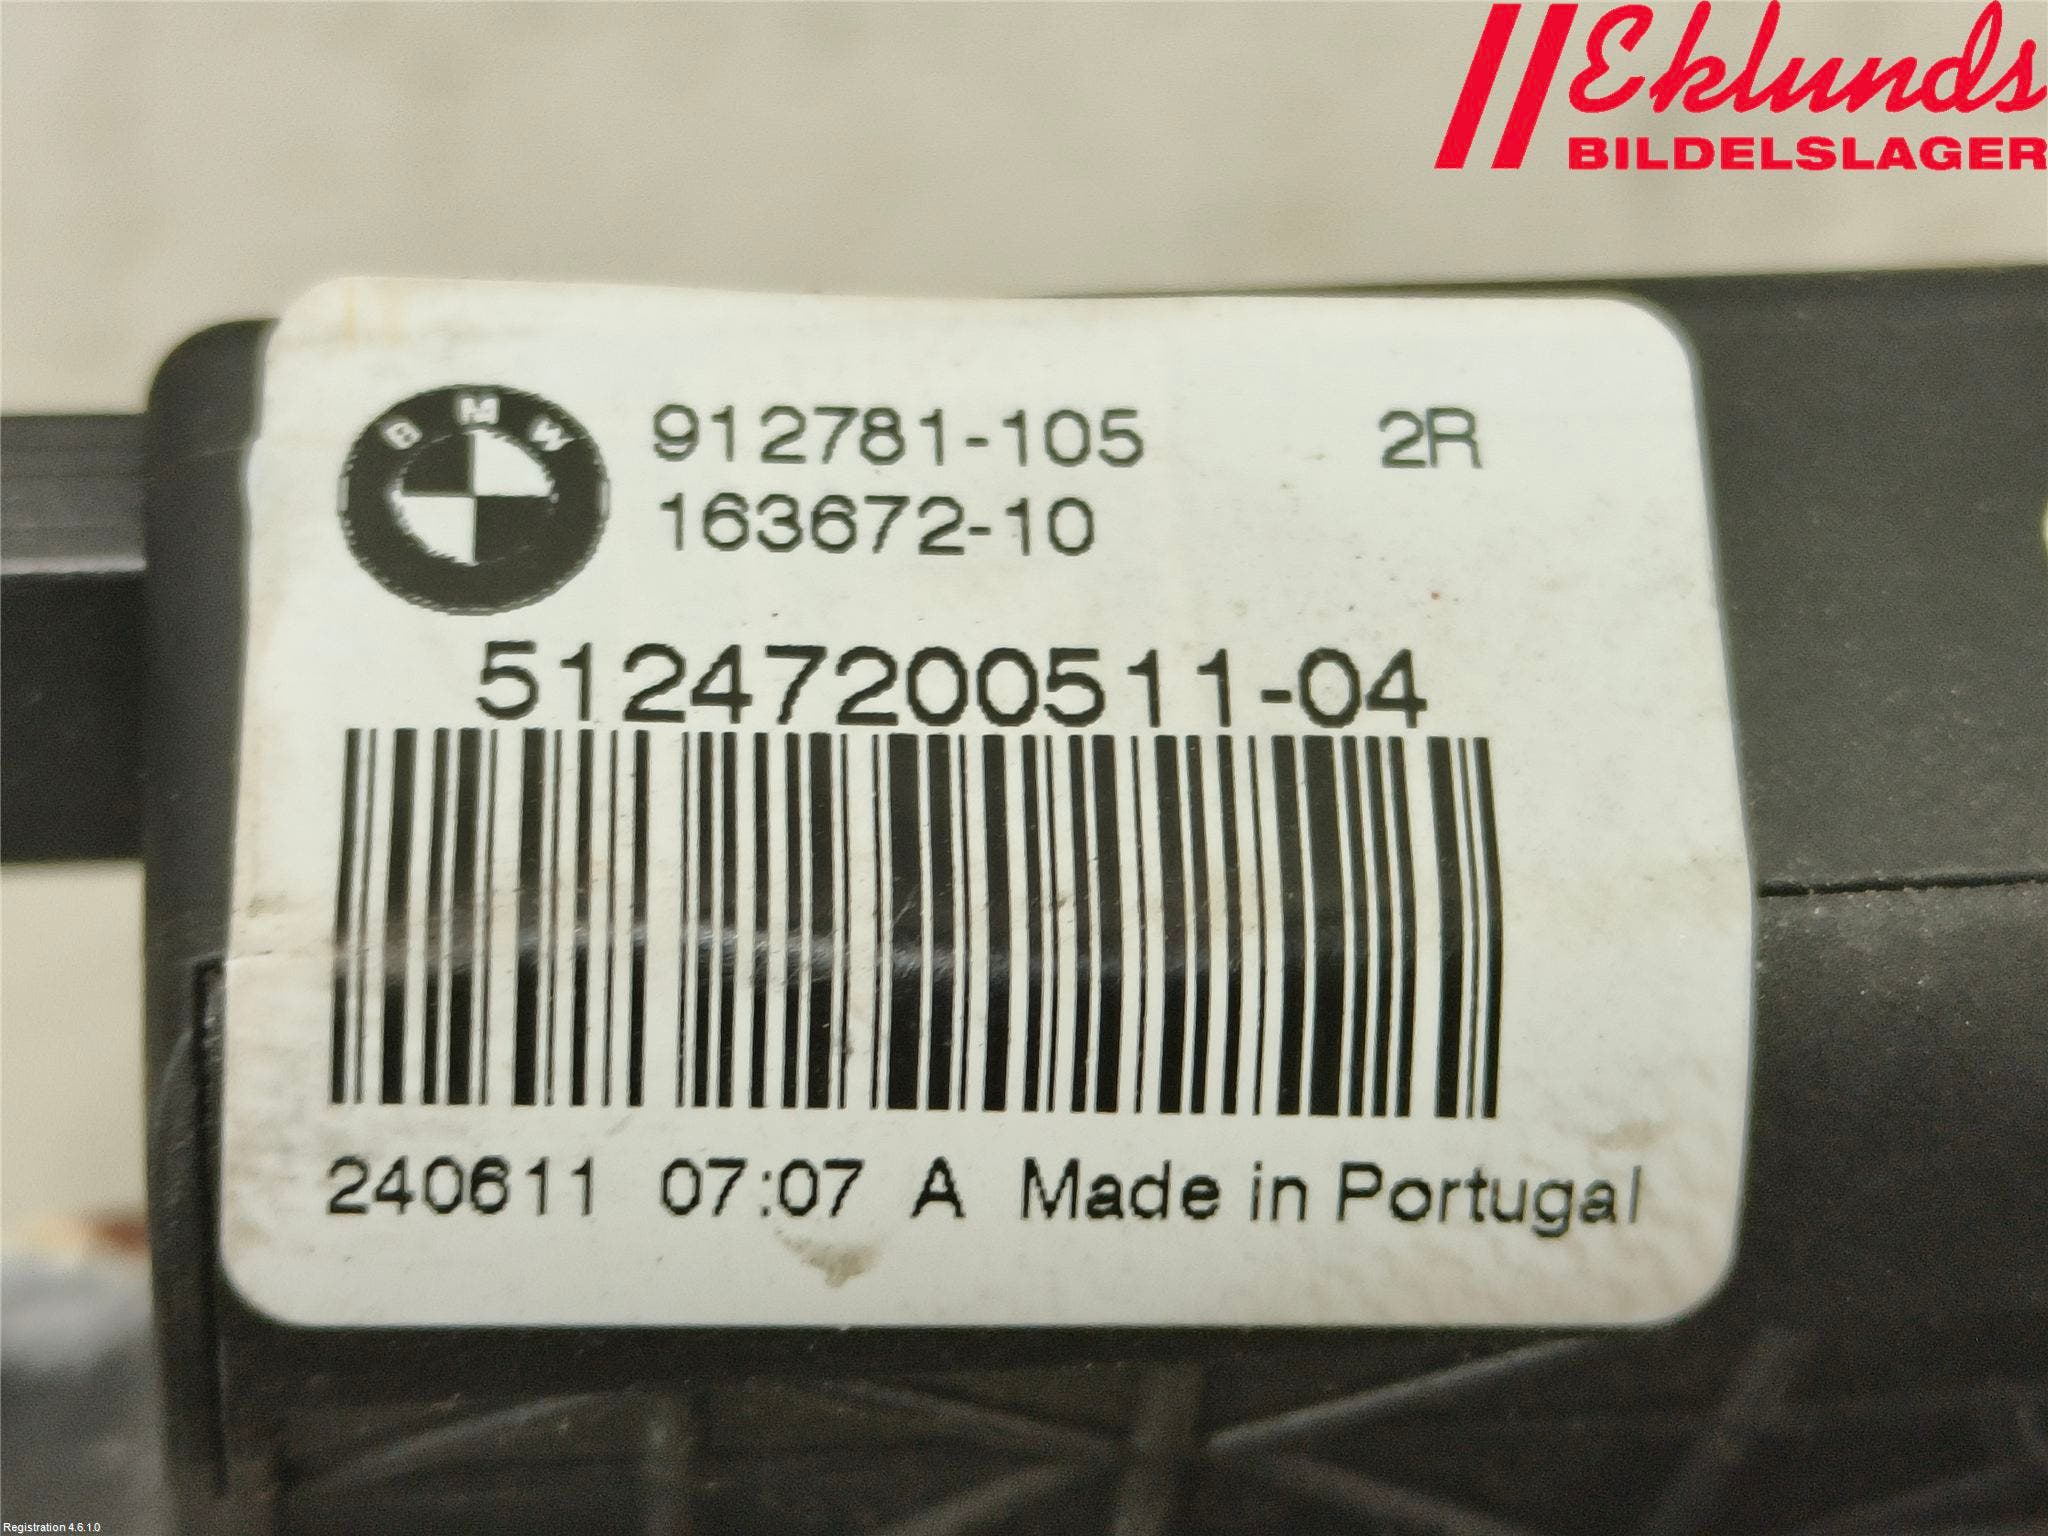 Eklunds
BILDELSLAGER
BMW
912781-105 2R
163672-10
51247200511-04
240611 07:07 A Made in Portugal
Registration 4.6.1.0